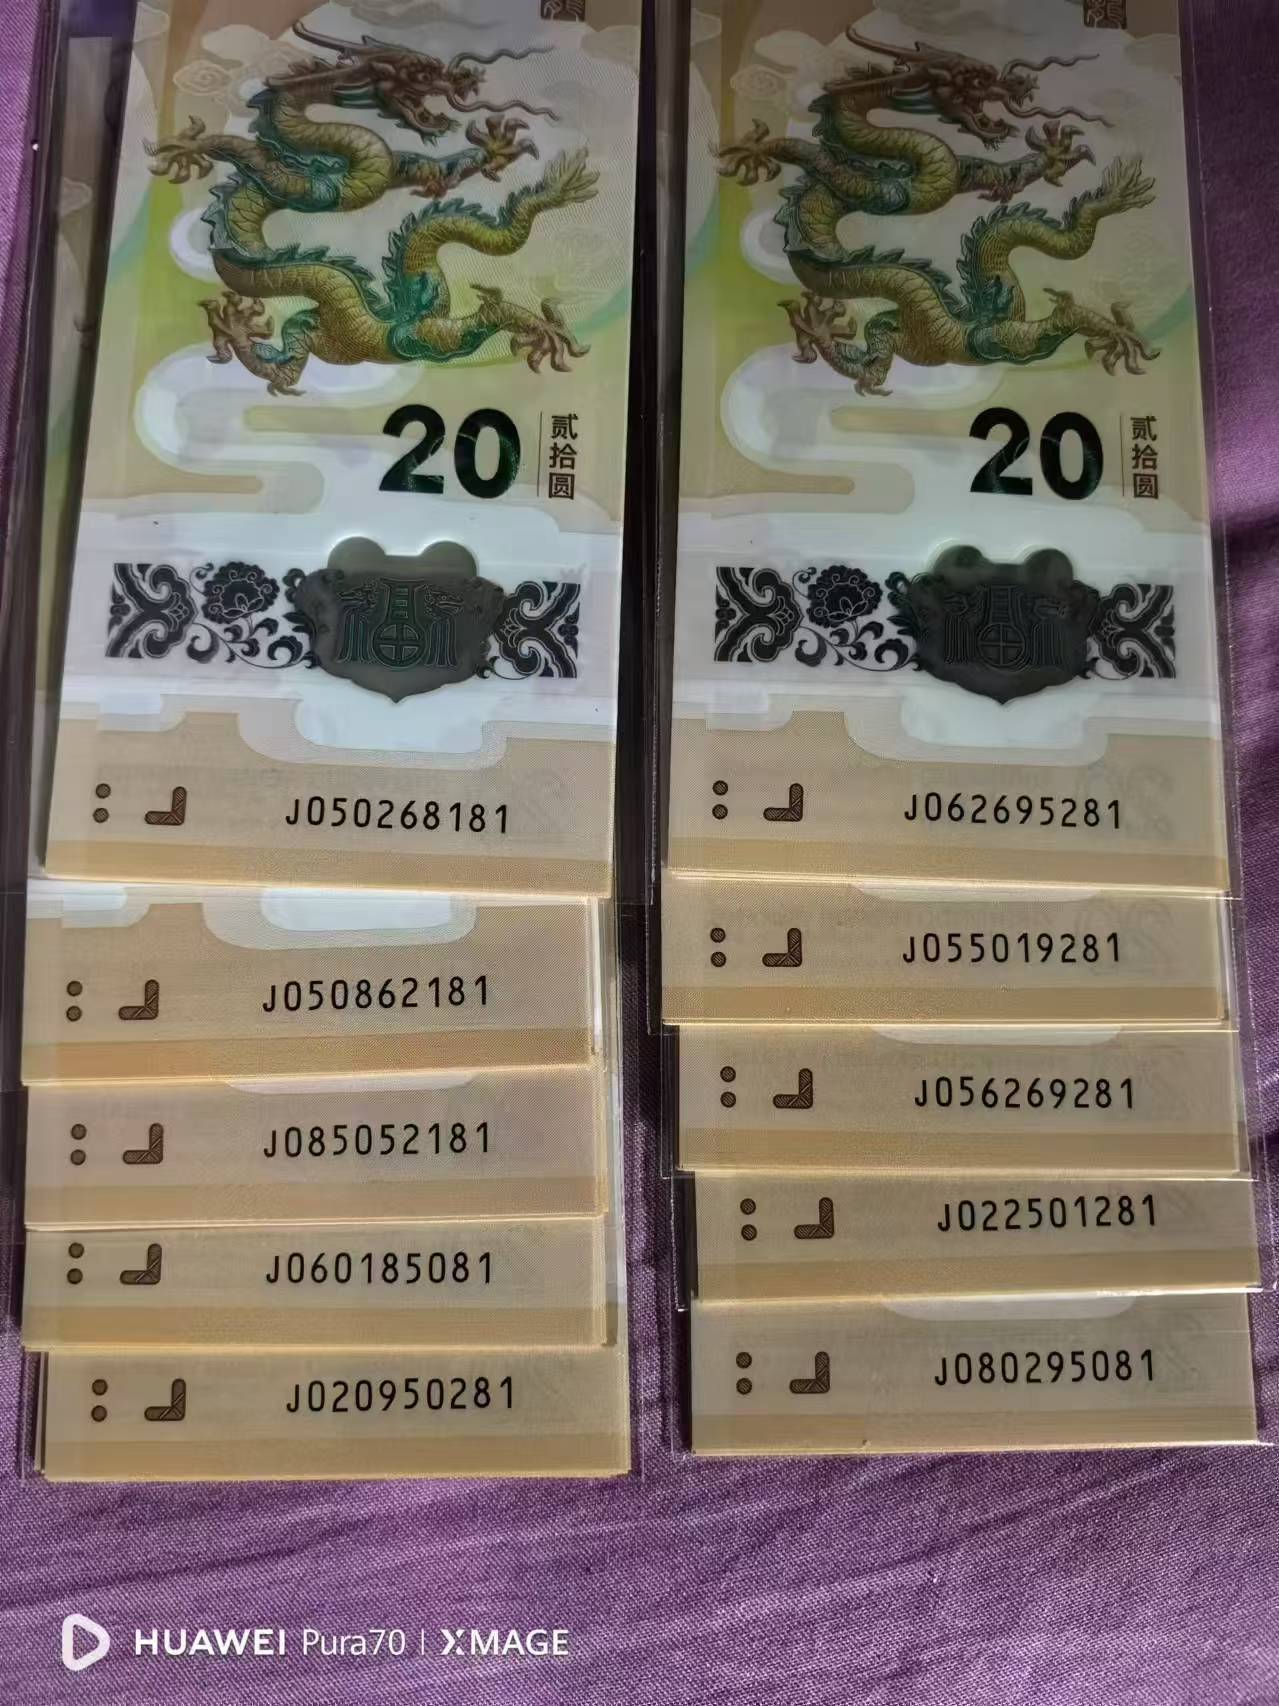 20
贰拾圆
J050268181
J050862181
J085052181
J060185081
J020950281
20
贰拾圆
J062695281
J055019281
J056269281
J022501281
J080295081
HUAWEI Pura70 | XMAGE